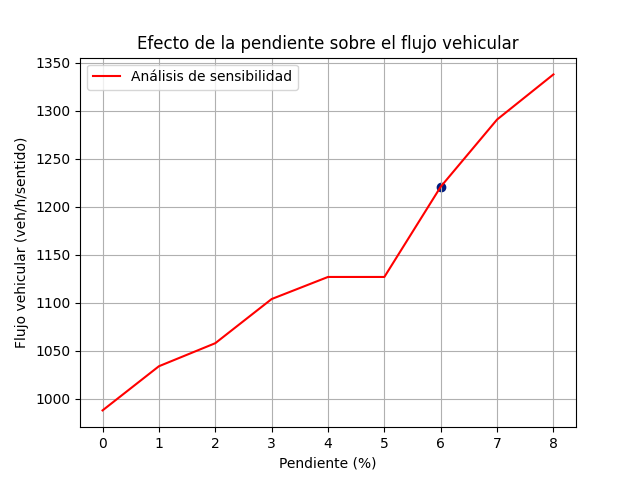 Efecto de la pendiente sobre el flujo vehicular
Análisis de sensibilidad
Flujo vehicular (veh/h/sentido)
1350
1300
1250
1200
1150
1100
1050
1000
0 1 2 3 4 5 6 7 8
Pendiente (%)